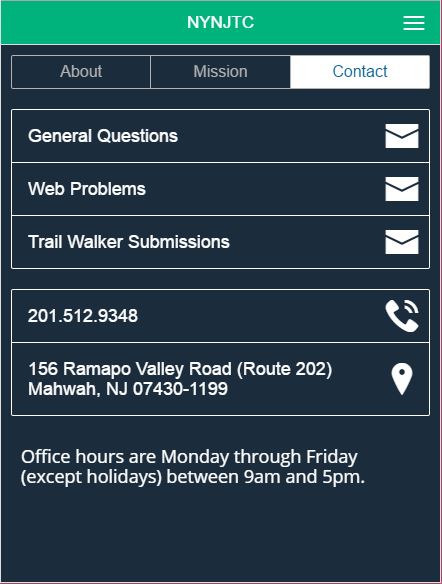 NYNJTC
About
Mission
Contact
General Questions
Web Problems
Trail Walker Submissions
201.512.9348
156 Ramapo Valley Road (Route 202)
Mahwah, NJ 07430-1199
Office hours are Monday through Friday
(except holidays) between 9am and 5pm.